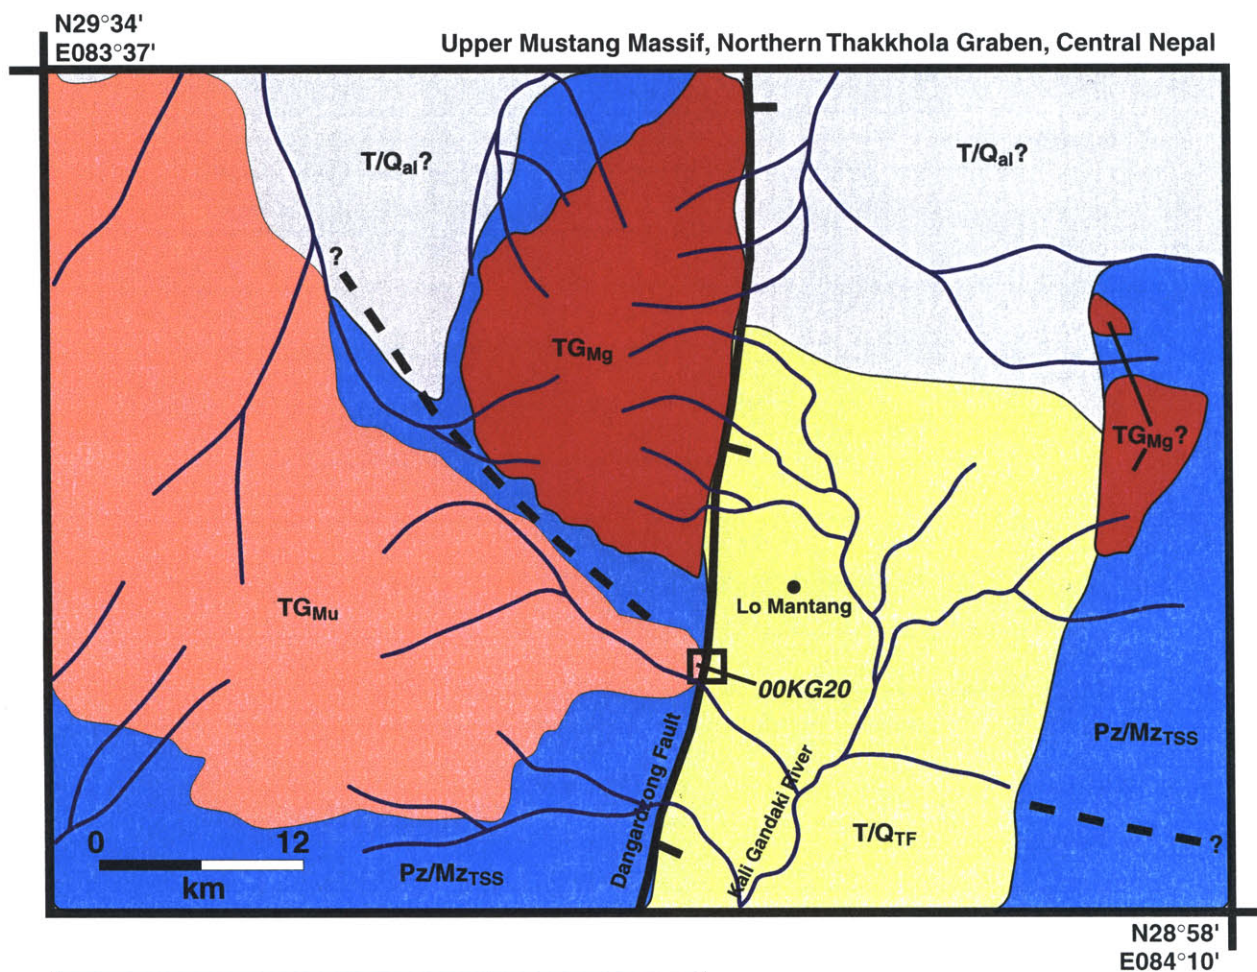 N29°34'
E083°37'
Upper Mustang Massif, Northern Thakkhola Graben, Central Nepal
T/Qal?
T/Qal?
?
TGMg
TGMg?
Lo Mantang
TGMu
00KG20
Pz/MzTSS
Dangardzong Fault
Kali Gandaki River
T/QTF
?
0 12
km
Pz/MzTSS
N28°58'
E084°10'